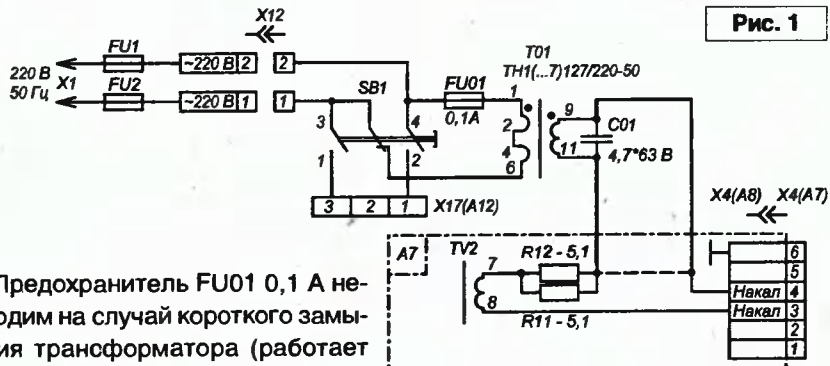 Рис. 1
X12
FU1
~220 В 2 2
220 В X1
50 Гц
FU2
~220 В 1 1
SB1
FU01
0,1А
T01
ТН1(...7)127/220-50
1
2
4
6
9
11
C01
4,7*63 В
3
4
1
2
3 2 1 X17(A12)
X4(A8) X4(A7)
A7
TV2
7
8
R12 - 5,1
R11 - 5,1
6
5
Накал 4
Накал 3
2
1
Предохранитель FU01 0,1 А не-
одим на случай короткого замы-
ия трансформатора (работает